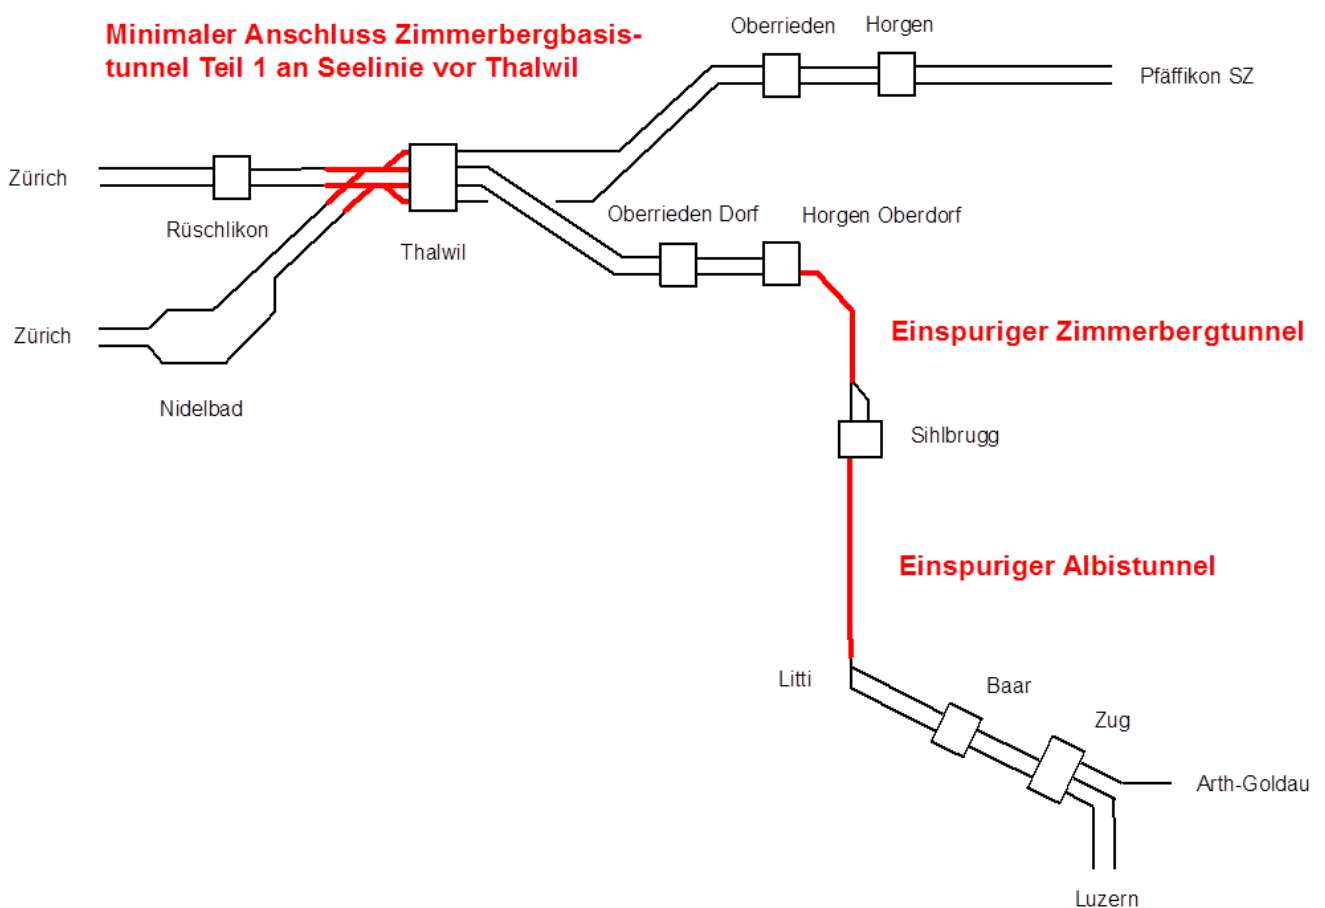 Minimaler Anschluss Zimmerbergbasis-
tunnel Teil 1 an Seelinie vor Thalwil
Oberrieden
Horgen
Pfäffikon SZ
Zürich
Rüschlikon
Thalwil
Oberrieden Dorf
Horgen Oberdorf
Zürich
Nidelbad
Einspuriger Zimmerbergtunnel
Sihlbrugg
Einspuriger Albistunnel
Litti
Baar
Zug
Arth-Goldau
Luzern